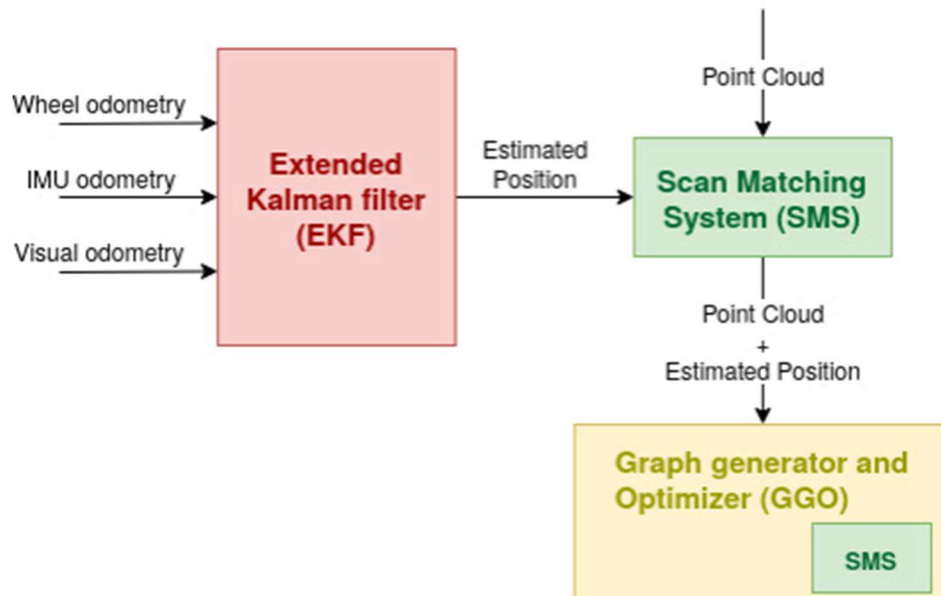 Wheel odometry
IMU odometry
Visual odometry
Extended
Kalman filter
(EKF)
Estimated
Position
Point Cloud
Scan Matching
System (SMS)
Point Cloud
+
Estimated Position
Graph generator and
Optimizer (GGO)
SMS